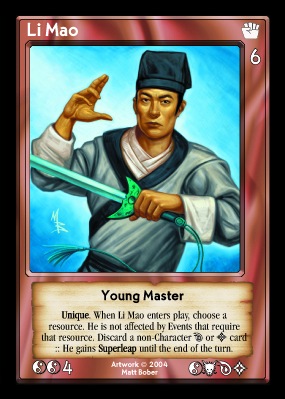 Li Mao
6
MB
Young Master
Unique. When Li Mao enters play, choose a
resource. He is not affected by Events that require
that resource. Discard a non-Character or card
:: He gains Superleap until the end of the turn.
4
Artwork © 2004
Matt Bober